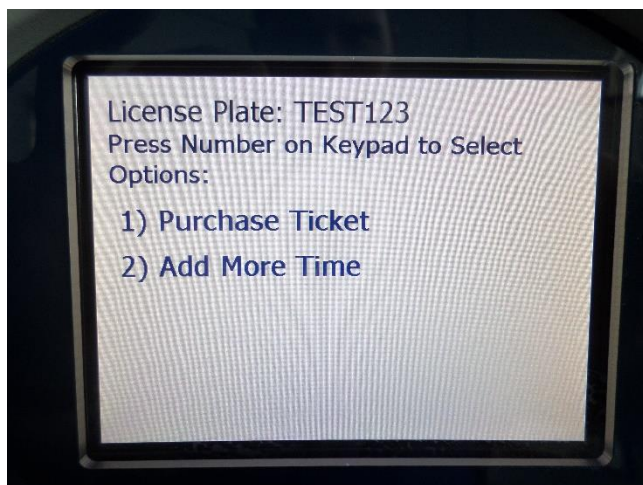 License Plate: TEST123
Press Number on Keypad to Select
Options:
1) Purchase Ticket
2) Add More Time